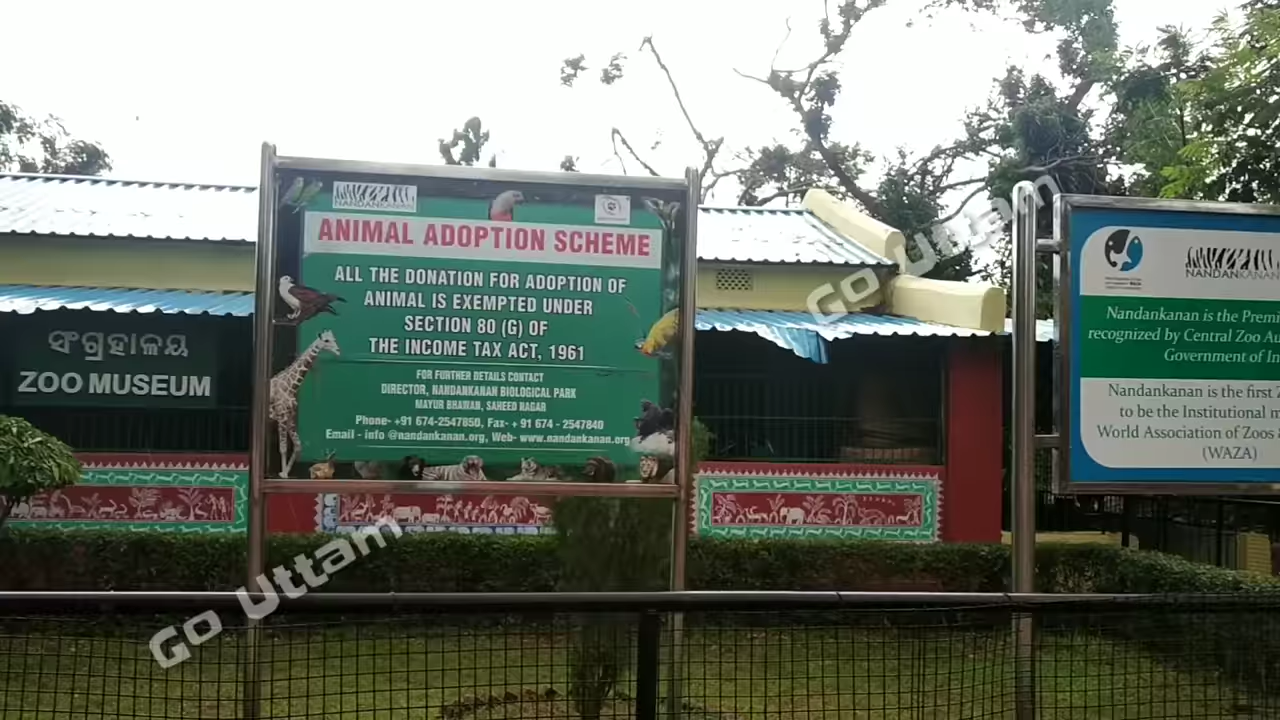 NANDANKANAN
ANIMAL ADOPTION SCHEME
ALL THE DONATION FOR ADOPTION OF
ANIMAL IS EXEMPTED UNDER
SECTION 80 (G) OF
THE INCOME TAX ACT, 1961
FOR FURTHER DETAILS CONTACT
DIRECTOR, NANDANKANAN BIOLOGICAL PARK
MAYUR BHAWAN, SAHEED NAGAR
Phone- +91 674-2547850, Fax- + 91 674 - 2547840
Email - info @nandankanan.org, Web- www.nandankanan.org
ସଂଗ୍ରହାଳୟ
ZOO MUSEUM
NANDANKANAN
Nandankanan is the Premi
recognized by Central Zoo Au
Government of In
Nandankanan is the first
to be the Institutional
World Association of Zoos
(WAZA)
Go Uttam
Go Uttam